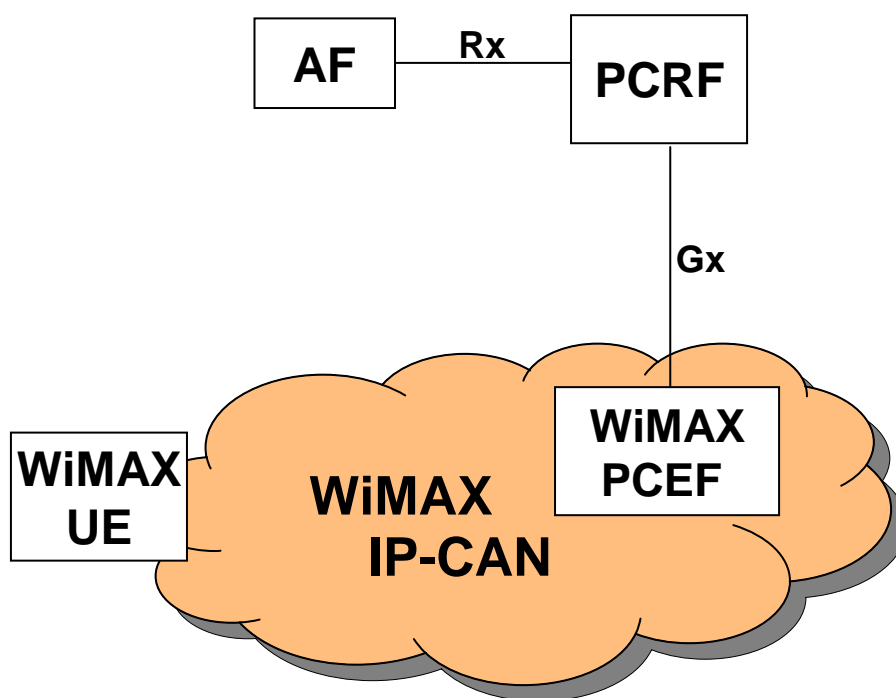 AF
Rx
PCRF
Gx
WiMAX
PCEF
WiMAX
UE
WiMAX
IP-CAN